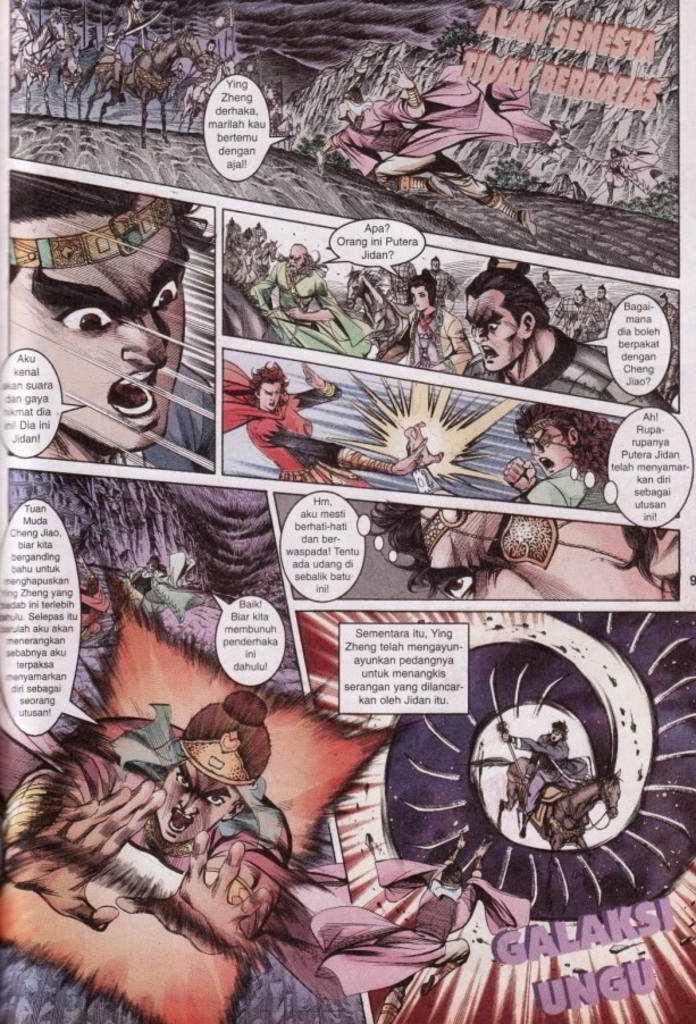 ALAM SEMESTA
TIDAK BERBATAS
Ying
Zheng
derhaka,
marilah kau
bertemu
dengan
ajal!
Apa?
Orang ini Putera
Jidan?
Bagai-
mana
dia boleh
berpakat
dengan
Cheng
Jiao?
Aku
kenal
akan suara
dan gaya
hikmat dia
ini! Dia ini
Jidan!
Ah!
Rupa-
rupanya
Putera Jidan
telah menyamar-
kan diri
sebagai
utusan!
Hm,
aku mesti
berhati-hati
dan ber-
waspada! Tentu
ada udang di
sebalik batu
ini!
9
Tuan
Muda
Cheng Jiao,
biar kita
berganding
bahu untuk
menghapuskan
Ying Zheng yang
biadab ini terlebih
dahulu. Selepas itu
barulah aku akan
menerangkan
sebabnya aku
terpaksa
menyamarkan
diri sebagai
seorang
utusan!
Baik!
Biar kita
membunuh
penderhaka
ini
dahulu!
Sementara itu, Ying
Zheng telah mengayun-
ayunkan pedangnya
untuk menangkis
serangan yang dilancar-
kan oleh Jidan itu.
GALAKSI
UNGU